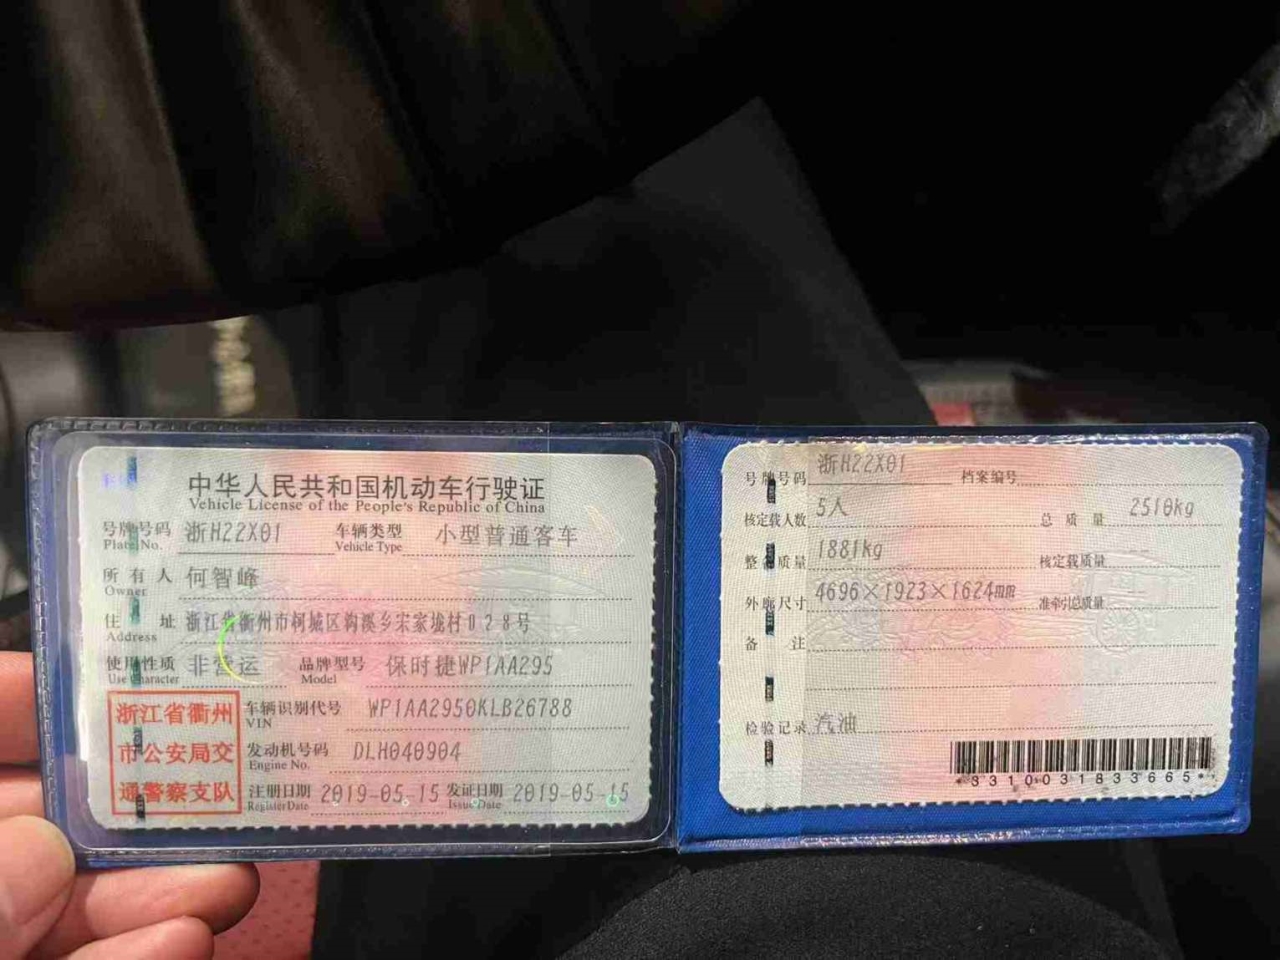 中华人民共和国机动车行驶证
Vehicle License of the People's Republic of China
号牌号码 浙H22X01 车辆类型 小型普通客车
Plate No. Vehicle Type
所有人 何智峰
Owner
住址 浙江省衢州市柯城区沟溪乡宋家垅村028号
Address
使用性质 非营运 品牌型号 保时捷WP1AA295
Use Character Model
浙江省衢州
市公安局交
通警察支队
车辆识别代号 WP1AA2950KLB26788
VIN
发动机号码 DLH040904
Engine No.
注册日期 2019-05-15 发证日期 2019-05-15
Register Date Issue Date
号牌号码 浙H22X01 档案编号
核定载人数 5人 总质量 2510kg
整备质量 1881kg 核定载质量
外廓尺寸 4696×1923×1624mm 准牵引总质量
备注
检验记录 汽油
*3310031833665*